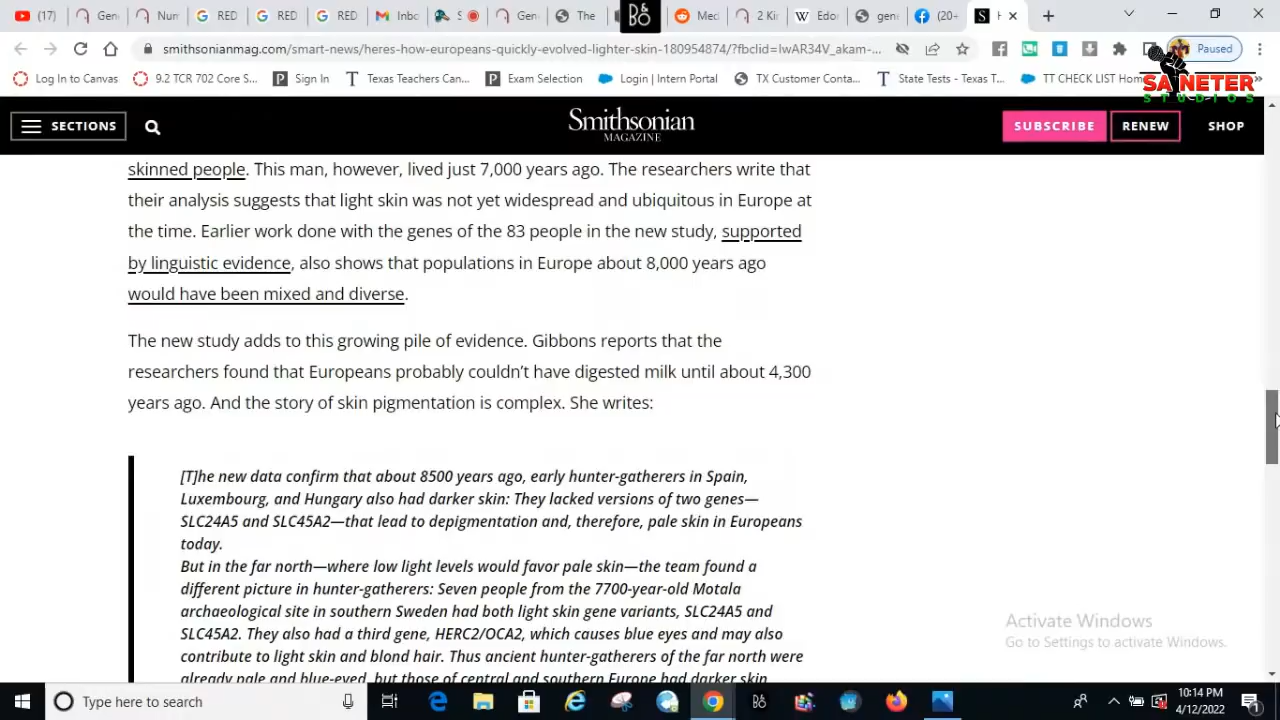 (17)
Gen
Num
RED
RED
RED
Inbo
S
Ger
The
B&O
Med
2 Kin
Edo
geni
(20+
H
smithsonianmag.com/smart-news/heres-how-europeans-quickly-evolved-lighter-skin-180954874/?fbclid=IwAR34V_akam-...
Paused
Log In to Canvas
9.2 TCR 702 Core S...
Sign In
Texas Teachers Can...
Exam Selection
Login | Intern Portal
TX Customer Conta...
State Tests - Texas T...
TT CHECK LIST Hom
SA NETER
STUDIOS
SECTIONS
Smithsonian
MAGAZINE
SUBSCRIBE
RENEW
SHOP
skinned people. This man, however, lived just 7,000 years ago. The researchers write that
their analysis suggests that light skin was not yet widespread and ubiquitous in Europe at
the time. Earlier work done with the genes of the 83 people in the new study, supported
by linguistic evidence, also shows that populations in Europe about 8,000 years ago
would have been mixed and diverse.
The new study adds to this growing pile of evidence. Gibbons reports that the
researchers found that Europeans probably couldn't have digested milk until about 4,300
years ago. And the story of skin pigmentation is complex. She writes:
[T]he new data confirm that about 8500 years ago, early hunter-gatherers in Spain,
Luxembourg, and Hungary also had darker skin: They lacked versions of two genes—
SLC24A5 and SLC45A2—that lead to depigmentation and, therefore, pale skin in Europeans
today.
But in the far north—where low light levels would favor pale skin—the team found a
different picture in hunter-gatherers: Seven people from the 7700-year-old Motala
archaeological site in southern Sweden had both light skin gene variants, SLC24A5 and
SLC45A2. They also had a third gene, HERC2/OCA2, which causes blue eyes and may also
contribute to light skin and blond hair. Thus ancient hunter-gatherers of the far north were
already pale and blue-eyed, but those of central and southern Europe had darker skin
Activate Windows
Go to Settings to activate Windows.
Type here to search
10:14 PM
4/12/2022